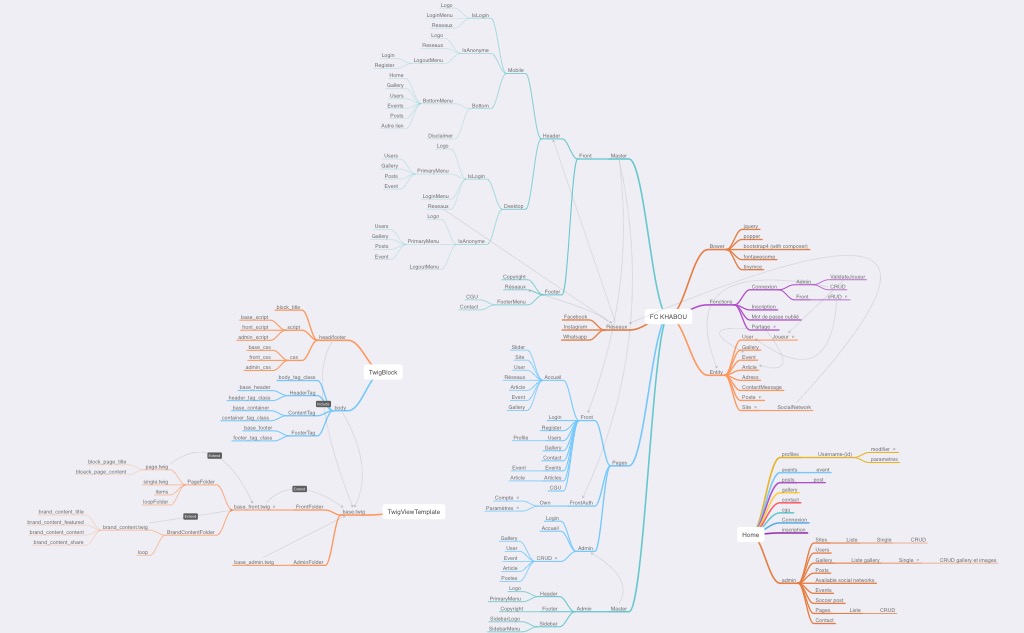 Logo
LoginMenu
Reseaux
IsLogin
Logo
Reseaux
Login
Register
LogoutMenu
IsAnonyme
Mobile
Home
Gallery
Users
Events
Posts
Autre lien
BottomMenu
Disclaimer
Bottom
Header
Front
Master
Logo
Users
Gallery
Posts
Event
PrimaryMenu
LoginMenu
Reseaux
IsLogin
Desktop
Logo
Users
Gallery
Posts
Event
PrimaryMenu
LogoutMenu
IsAnonyme
Copyright
Réseaux
CGU
Contact
FooterMenu
Footer
Facebook
Instagram
Whatsapp
Réseaux
FC KHABOU
Bower
jquery
popper
bootstrap4 (with composer)
fontawesome
tinymce
Fonctions
Connexion
Admin
ValidateJoueur
CRUD
Front
CRUD
Inscription
Mot de passe oublié
Partage
Entity
User
Joueur
Gallery
Event
Article
Adress
ContactMessage
Poste
Site
SocialNetwork
block_title
base_script
front_script
admin_script
script
base_css
front_css
admin_css
css
head/footer
TwigBlock
body_tag_class
base_header
header_tag_class
HeaderTag
base_container
container_tag_class
ContentTag
base_footer
footer_tag_class
FooterTag
body
Include
Slider
Site
User
Réseaux
Article
Event
Gallery
Accueil
Login
Register
Profile
Users
Gallery
Contact
Event
Events
Article
Articles
CGU
Front
Pages
Compte
Paramètres
Own
FrontAuth
Login
Accueil
Gallery
User
Event
Article
Postes
CRUD
Admin
Logo
PrimaryMenu
Header
Copyright
Footer
SidebarLogo
SidebarMenu
Sidebar
Admin
Master
Extend
block_page_title
bloock_page_content
page.twig
single.twig
items
loopFolder
PageFolder
Extend
base_front.twig
FrontFolder
base.twig
TwigViewTemplate
Extend
brand_content_title
brand_content_featured
brand_content_content
brand_content_share
brand_content.twig
loop
BrandContentFolder
base_admin.twig
AdminFolder
Home
profiles
Username-(id)
modifier
parametres
events
event
posts
post
gallery
contact
cgu
Connexion
inscription
admin
Sites
Liste
Single
CRUD
Users
Gallery
Liste gallery
Single
CRUD gallery et images
Posts
Available social networks
Events
Soccer post
Pages
Liste
CRUD
Contact